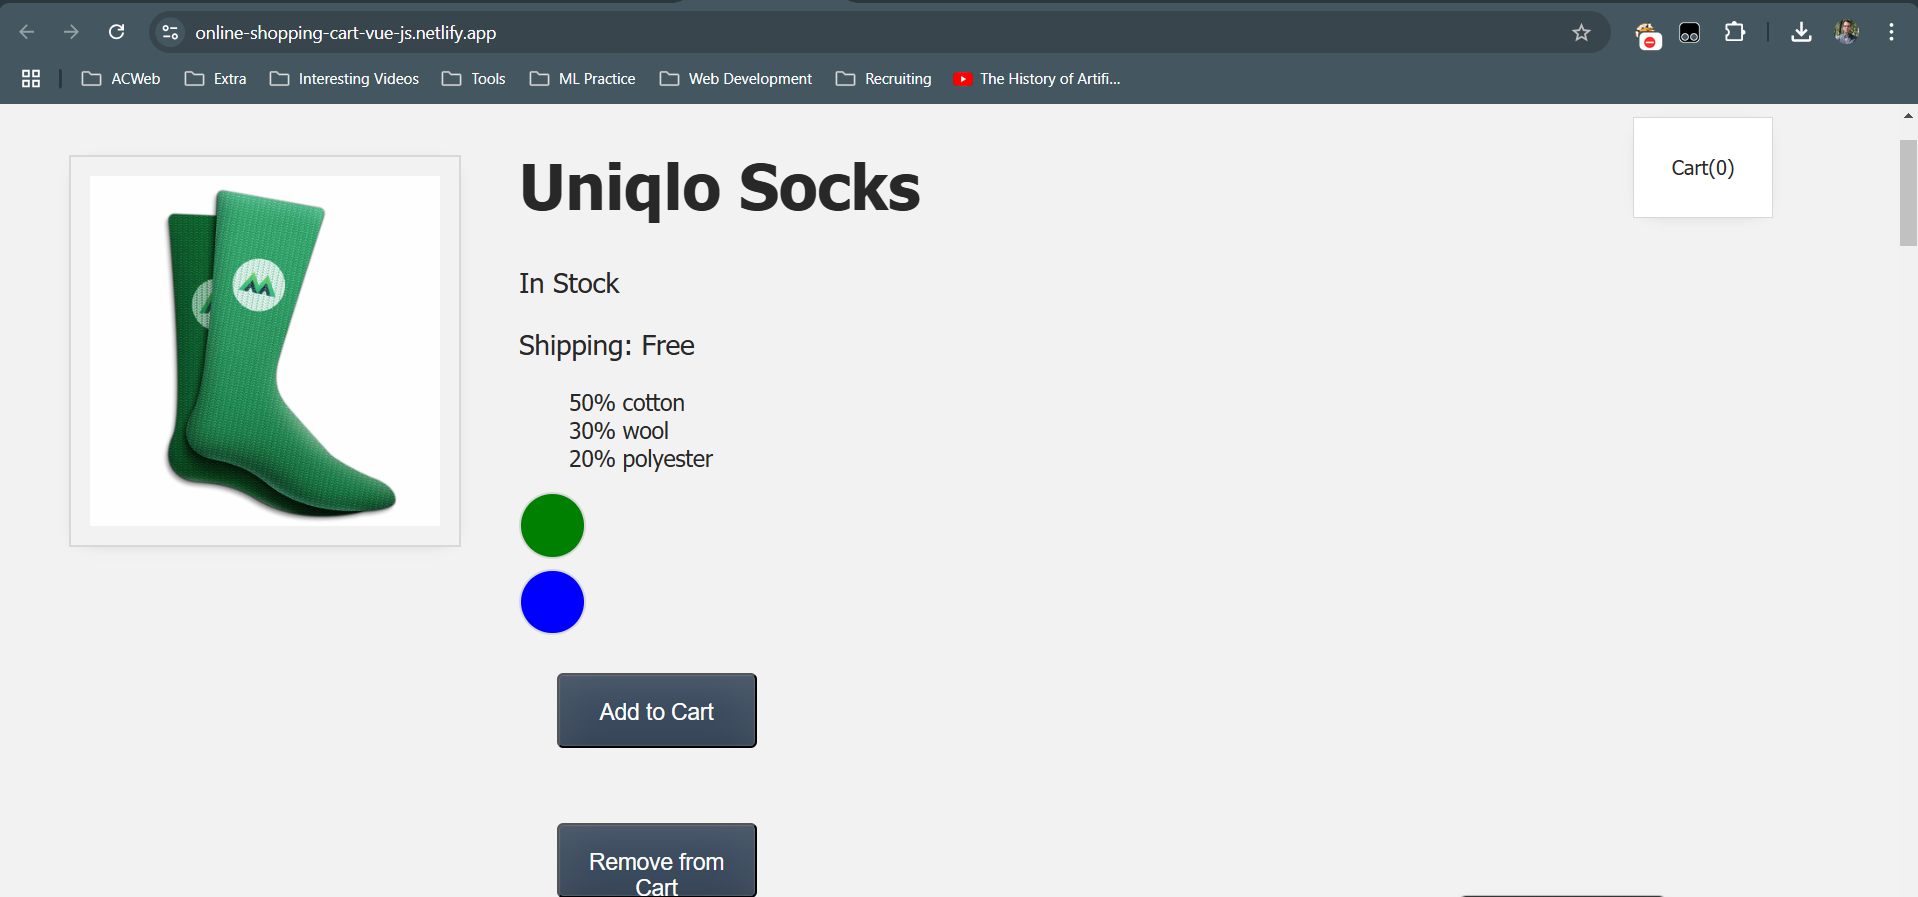 online-shopping-cart-vue-js.netlify.app
ACWeb
Extra
Interesting Videos
Tools
ML Practice
Web Development
Recruiting
The History of Artifi...
Uniqlo Socks
Cart(0)
In Stock
Shipping: Free
50% cotton
30% wool
20% polyester
Add to Cart
Remove from
Cart